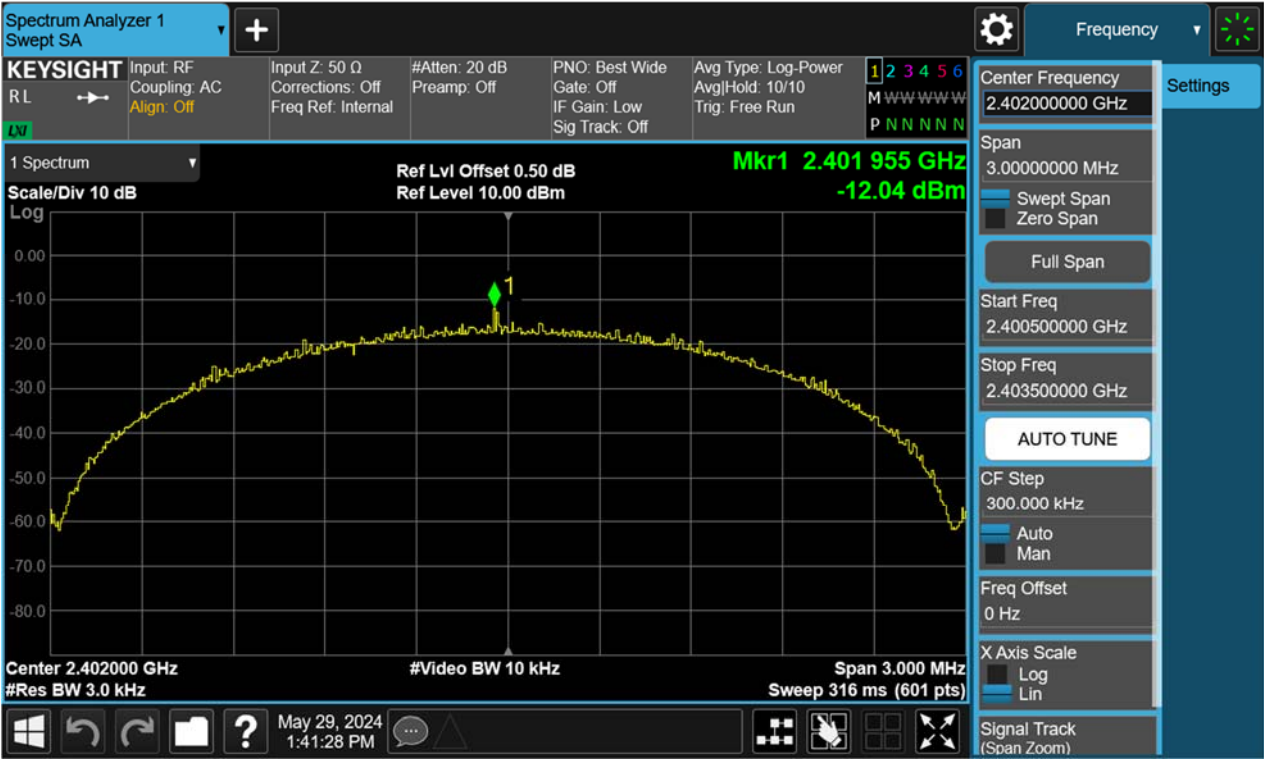 Spectrum Analyzer 1
Swept SA
+
Frequency
KEYSIGHT
R L
LXI
Input: RF
Coupling: AC
Align: Off
Input Z: 50 Ω
Corrections: Off
Freq Ref: Internal
#Atten: 20 dB
Preamp: Off
PNO: Best Wide
Gate: Off
IF Gain: Low
Sig Track: Off
Avg Type: Log-Power
Avg|Hold: 10/10
Trig: Free Run
1 2 3 4 5 6
M W W W W W
P N N N N N
1 Spectrum
Scale/Div 10 dB
Ref Lvl Offset 0.50 dB
Ref Level 10.00 dBm
Mkr1 2.401 955 GHz
-12.04 dBm
Log
0.00
-10.0
-20.0
-30.0
-40.0
-50.0
-60.0
-70.0
-80.0
1
Center 2.402000 GHz
#Video BW 10 kHz
Span 3.000 MHz
#Res BW 3.0 kHz
Sweep 316 ms (601 pts)
Center Frequency
2.402000000 GHz
Settings
Span
3.00000000 MHz
Swept Span
Zero Span
Full Span
Start Freq
2.400500000 GHz
Stop Freq
2.403500000 GHz
AUTO TUNE
CF Step
300.000 kHz
Auto
Man
Freq Offset
0 Hz
X Axis Scale
Log
Lin
Signal Track
(Span Zoom)
?
May 29, 2024
1:41:28 PM